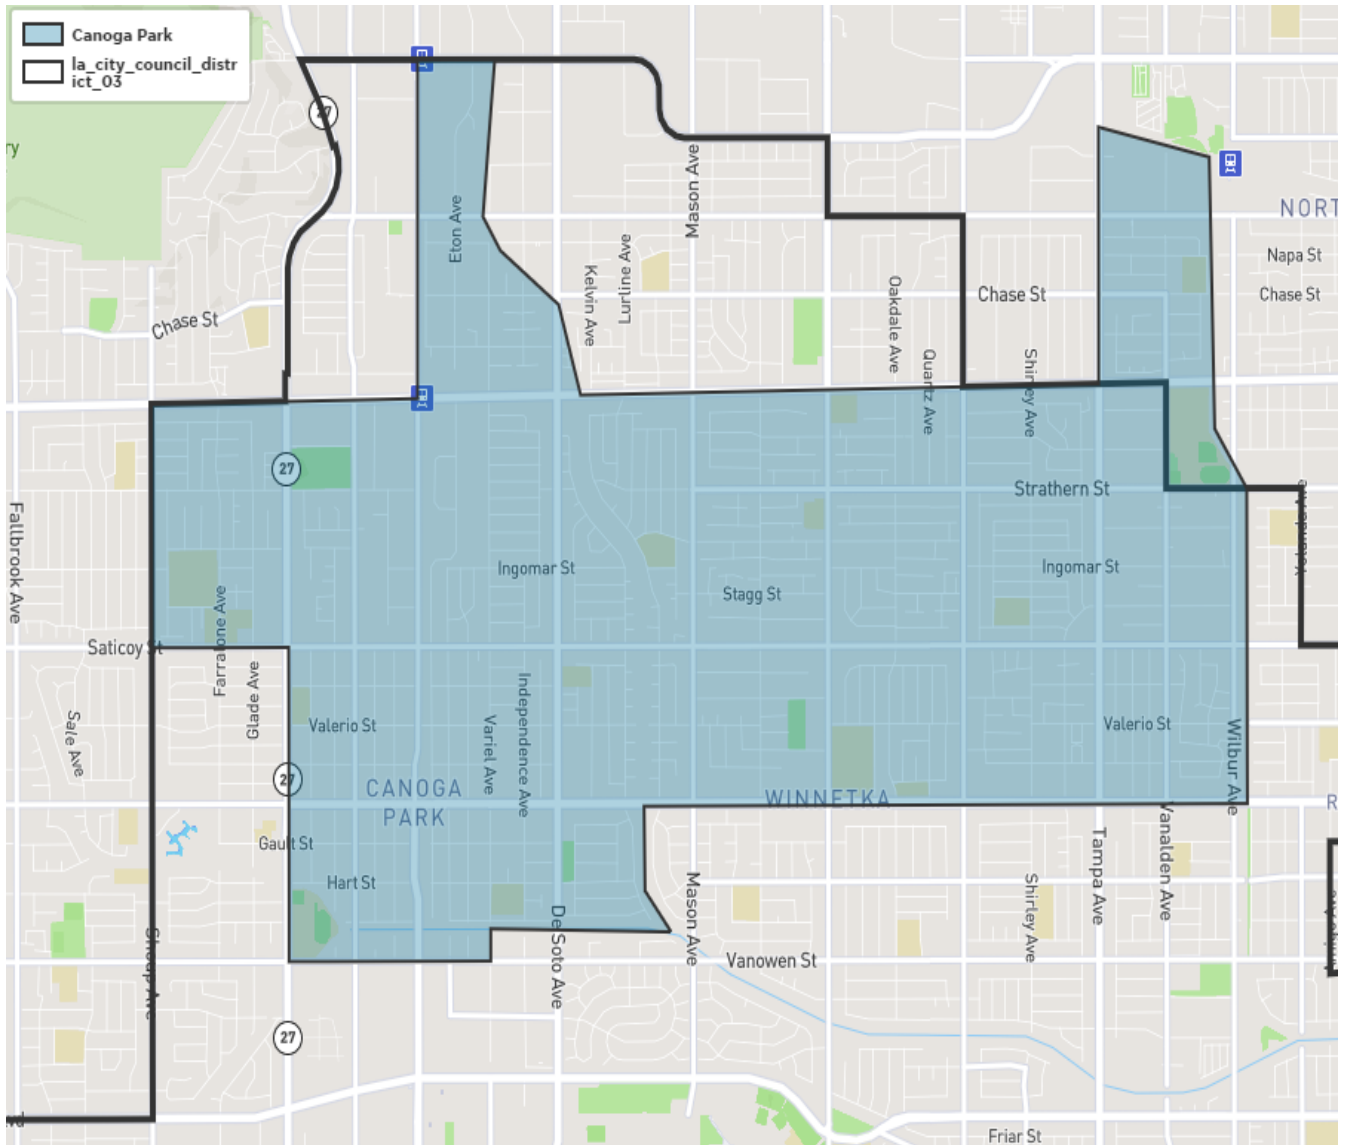 Canoga Park
la_city_council_distr
ict_03
27
ry
Eton Ave
Mason Ave
NORT
Napa St
Chase St
Chase St
Chase St
Kelvin Ave
Lurline Ave
Oakdale Ave
Quartz Ave
Shirley Ave
27
Strathern St
Fallbrook Ave
Ingomar St
Ingomar St
Stagg St
Farralone Ave
Saticoy St
Glade Ave
Sale Ave
Valerio St
Independence Ave
Variel Ave
Valerio St
Wilbur Ave
27
CANOGA
PARK
WINNETKA
R
Gault St
Hart St
Vanalden Ave
Tampa Ave
Shirley Ave
Mason Ave
De Soto Ave
Shoup Ave
Vanowen St
27
Friar St